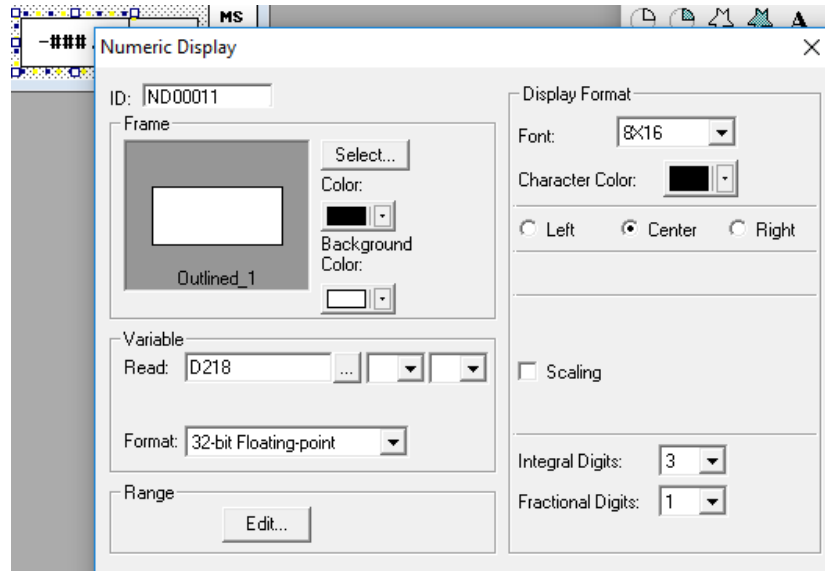 MS
-###.
A
Numeric Display
ID: ND00011
Frame
Select...
Color:
Background
Color:
Outlined_1
Variable
Read: D218 ...
Format: 32-bit Floating-point
Range
Edit...
Display Format
Font: 8X16
Character Color:
Left Center Right
Scaling
Integral Digits: 3
Fractional Digits: 1